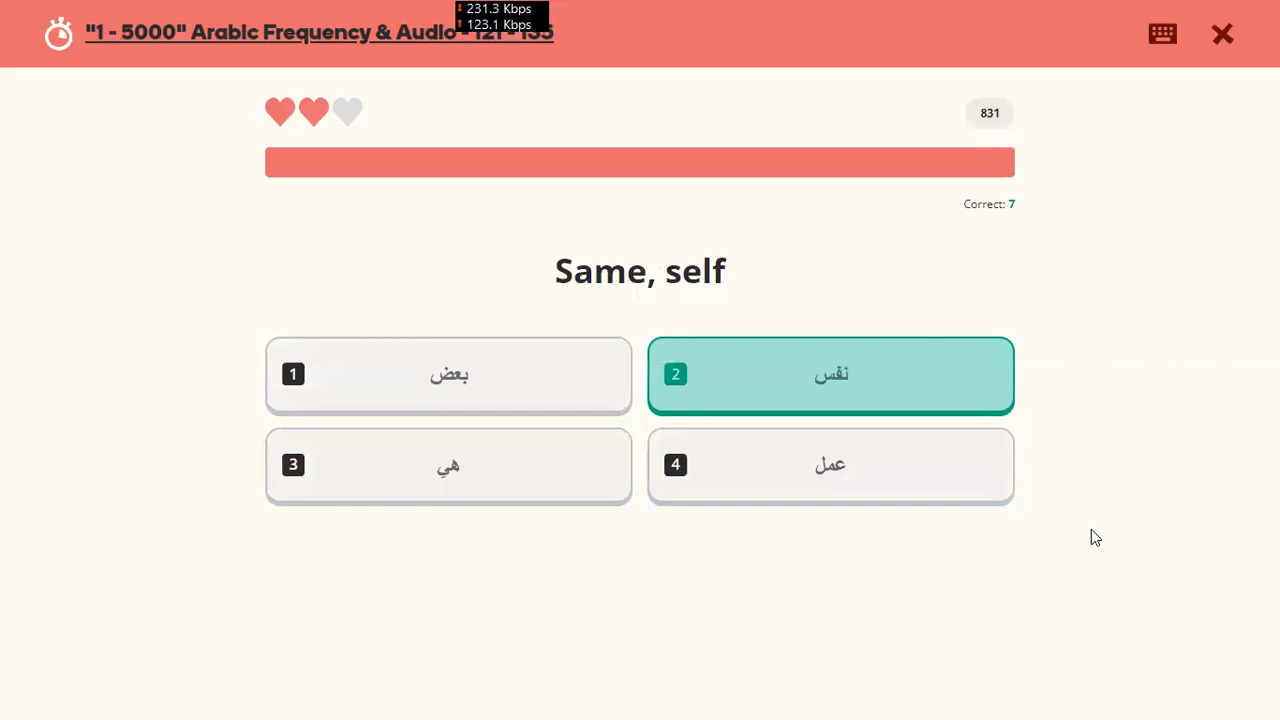 231.3 Kbps
123.1 Kbps
"1 - 5000" Arabic Frequency & Audio - 121 - 135
831
Correct: 7
Same, self
1 بعض
2 نفس
3 هي
4 عمل